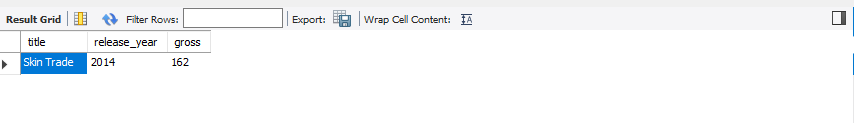 Result Grid Filter Rows: Export: Wrap Cell Content: A
title release_year gross
Skin Trade 2014 162